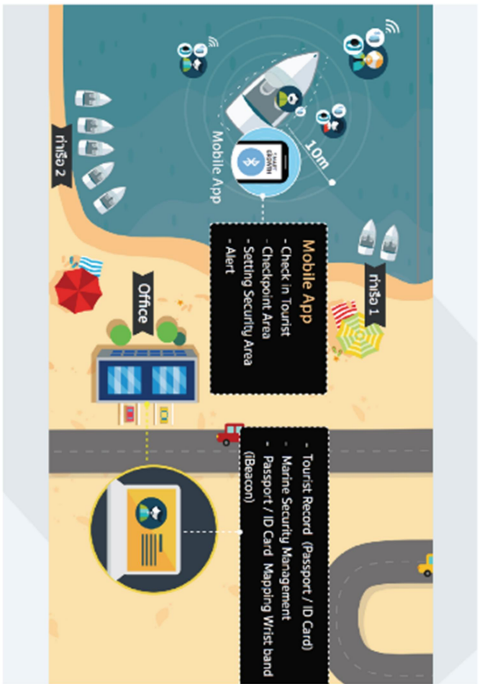 ท่าเรือ 1
10m
Mobile App
Mobile App
- Check in Tourist
- Checkpoint Area
- Setting Security Area
- Alert
- Tourist Record (Passport / ID Card)
- Marine Security Management
- Passport / ID Card Mapping Wrist band
(iBeacon)
Office
ท่าเรือ 2